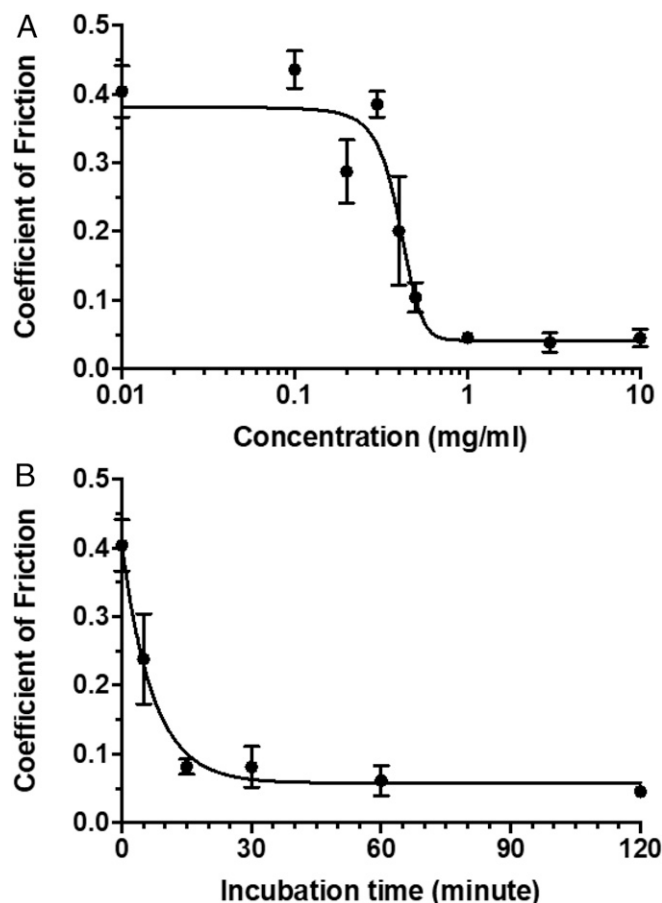 A
0.5
0.4
0.3
0.2
0.1
0.0
Coefficient of Friction
0.01 0.1 1 10
Concentration (mg/ml)
B
0.5
0.4
0.3
0.2
0.1
0.0
Coefficient of Friction
0 30 60 90 120
Incubation time (minute)